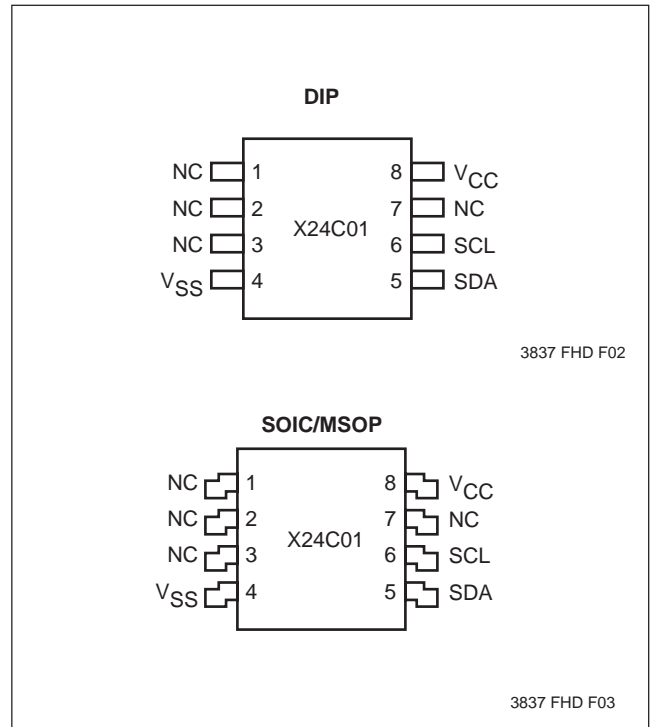 DIP
NC 1 8 VCC
NC 2 7 NC
X24C01
NC 3 6 SCL
VSS 4 5 SDA
3837 FHD F02
SOIC/MSOP
NC 1 8 VCC
NC 2 7 NC
X24C01
NC 3 6 SCL
VSS 4 5 SDA
3837 FHD F03